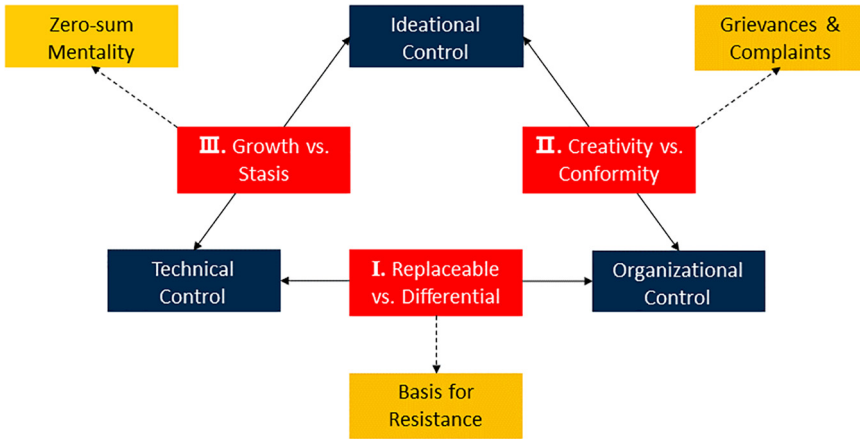 Zero-sum
Mentality
Ideational
Control
Grievances &
Complaints
III. Growth vs.
Stasis
II. Creativity vs.
Conformity
Technical
Control
I. Replaceable
vs. Differential
Organizational
Control
Basis for
Resistance